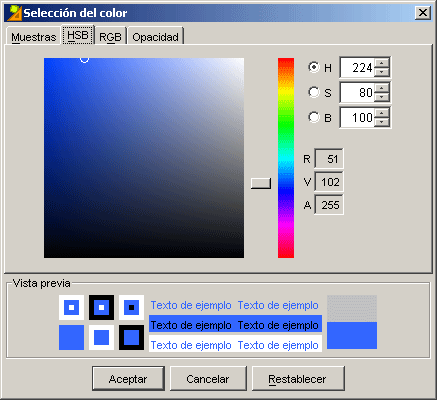 Selección del color
Muestras HSB RGB Opacidad
H 224
S 80
B 100
R 51
V 102
A 255
Vista previa
Texto de ejemplo Texto de ejemplo
Texto de ejemplo Texto de ejemplo
Texto de ejemplo Texto de ejemplo
Aceptar Cancelar Restablecer